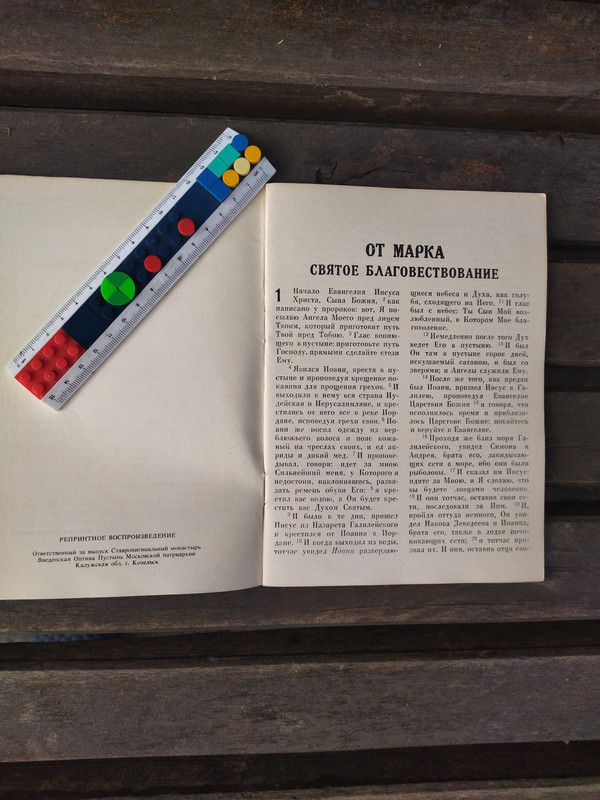 РЕПРИНТНОЕ ВОСПРОИЗВЕДЕНИЕ
Ответственный за выпуск Ставропигиальный монастырь
Введенская Оптина Пустынь Московской патриархии
Калужская обл. г. Козельск
ОТ МАРКА
СВЯТОЕ БЛАГОВЕСТВОВАНИЕ
1 Начало Евангелия Иисуса
Христа, Сына Божия, 2 как
написано у пророков: вот, Я по-
сылаю Ангела Моего пред лицем
Твоим, который приготовит путь
Твой пред Тобою. 3 Глас вопию-
щего в пустыне: приготовьте путь
Господу, прямыми сделайте стези
Ему.
4 Явился Иоанн, крестя в пу-
стыне и проповедуя крещение по-
каяния для прощения грехов. 5 И
выходили к нему вся страна Иу-
дейская и Иерусалимляне, и кре-
стились от него все в реке Иор-
дане, исповедуя грехи свои. 6 Ио-
анн же носил одежду из вер-
блюжьего волоса и пояс кожа-
ный на чреслах своих, и ел ак-
риды и дикий мед. 7 И пропове-
дывал, говоря: идет за мною
Сильнейший меня, у Которого я
недостоин, наклонившись, развя-
зать ремень обуви Его; 8 я кре-
стил вас водою, а Он будет кре-
стить вас Духом Святым.
9 И было в те дни, пришел
Иисус из Назарета Галилейского
и крестился от Иоанна в Иор-
дане. 10 И когда выходил из воды,
тотчас увидел Иоанн разверзаю-
щиеся небеса и Духа, как голу-
бя, сходящего на Него. 11 И глас
был с небес: Ты Сын Мой воз-
любленный, в Котором Мое бла-
говоление.
12 Немедленно после того Дух
ведет Его в пустыню. 13 И был
Он там в пустыне сорок дней,
искушаемый сатаною, и был со
зверями; и Ангелы служили Ему.
14 После же того, как предан
был Иоанн, пришел Иисус в Га-
лилею, проповедуя Евангелие
Царствия Божия 15 и говоря, что
исполнилось время и приблизи-
лось Царствие Божие: покайтесь
и веруйте в Евангелие.
16 Проходя же близ моря Га-
лилейского, увидел Симона и
Андрея, брата его, закидываю-
щих сети в море, ибо они были
рыболовы. 17 И сказал им Иисус:
идите за Мною, и Я сделаю, что
вы будете ловцами человеков.
18 И они тотчас, оставив свои се-
ти, последовали за Ним. 19 И,
пройдя оттуда немного, Он уви-
дел Иакова Зеведеева и Иоанна,
брата его, также в лодке почи-
нивающих сети; 20 и тотчас при-
звал их. И они, оставив отца сво-